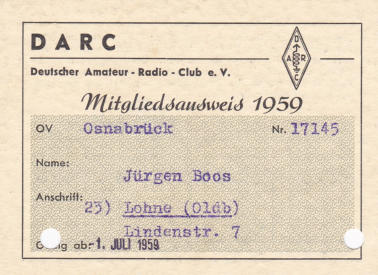 DARC
D
A R
C
Deutscher Amateur-Radio-Club e. V.
Mitgliedsausweis 1959
OV Osnabrück Nr. 17145
Name:
Jürgen Boos
Anschrift:
23) Lohne (Oldb)
Lindenstr. 7
ab: -1. JULI 1959